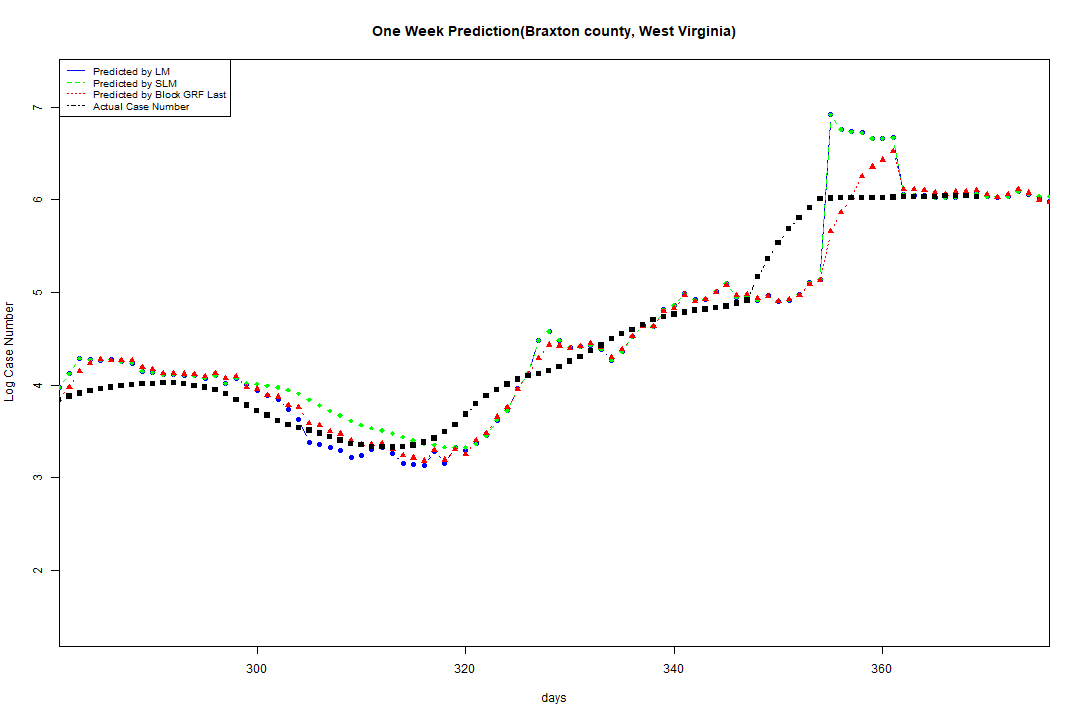 One Week Prediction(Braxton county, West Virginia)
Predicted by LM
Predicted by SLM
Predicted by Block GRF Last
Actual Case Number
7
6
5
4
3
2
Log Case Number
300 320 340 360
days